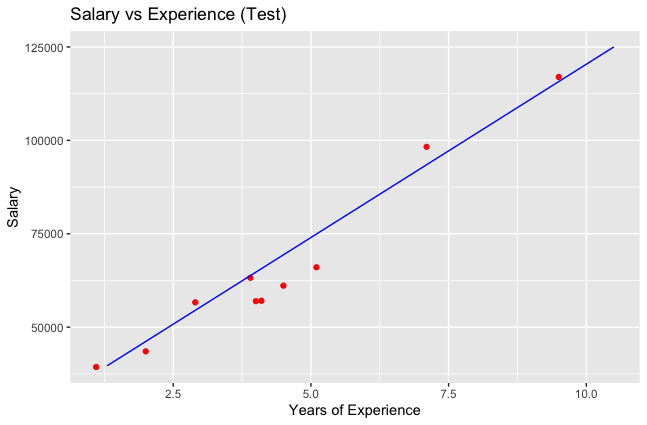 Salary vs Experience (Test)
125000
100000
75000
50000
Salary
2.5 5.0 7.5 10.0
Years of Experience